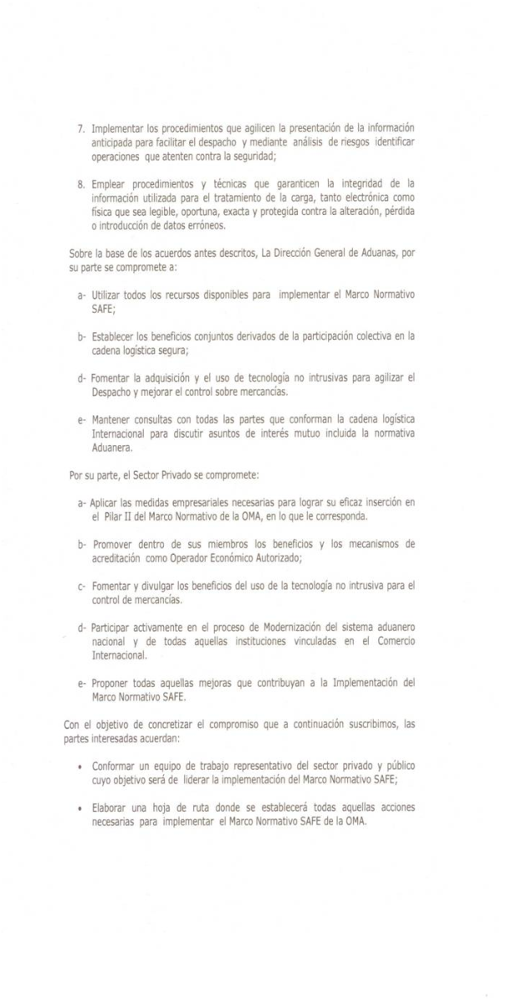 7. Implementar los procedimientos que agilicen la presentación de la información
anticipada para facilitar el despacho y mediante análisis de riesgos identificar
operaciones que atenten contra la seguridad;
8. Emplear procedimientos y técnicas que garanticen la integridad de la
información utilizada para el tratamiento de la carga, tanto electrónica como
física que sea legible, oportuna, exacta y protegida contra la alteración, pérdida
o introducción de datos erróneos.
Sobre la base de los acuerdos antes descritos, La Dirección General de Aduanas, por
su parte se compromete a:
a- Utilizar todos los recursos disponibles para implementar el Marco Normativo
SAFE;
b- Establecer los beneficios conjuntos derivados de la participación colectiva en la
cadena logística segura;
d- Fomentar la adquisición y el uso de tecnología no intrusivas para agilizar el
Despacho y mejorar el control sobre mercancías.
e- Mantener consultas con todas las partes que conforman la cadena logística
Internacional para discutir asuntos de interés mutuo incluida la normativa
Aduanera.
Por su parte, el Sector Privado se compromete:
a- Aplicar las medidas empresariales necesarias para lograr su eficaz inserción en
el Pilar II del Marco Normativo de la OMA, en lo que le corresponda.
b- Promover dentro de sus miembros los beneficios y los mecanismos de
acreditación como Operador Económico Autorizado;
c- Fomentar y divulgar los beneficios del uso de la tecnología no intrusiva para el
control de mercancías.
d- Participar activamente en el proceso de Modernización del sistema aduanero
nacional y de todas aquellas instituciones vinculadas en el Comercio
Internacional.
e- Proponer todas aquellas mejoras que contribuyan a la Implementación del
Marco Normativo SAFE.
Con el objetivo de concretizar el compromiso que a continuación suscribimos, las
partes interesadas acuerdan:
• Conformar un equipo de trabajo representativo del sector privado y público
cuyo objetivo será de liderar la implementación del Marco Normativo SAFE;
• Elaborar una hoja de ruta donde se establecerá todas aquellas acciones
necesarias para implementar el Marco Normativo SAFE de la OMA.